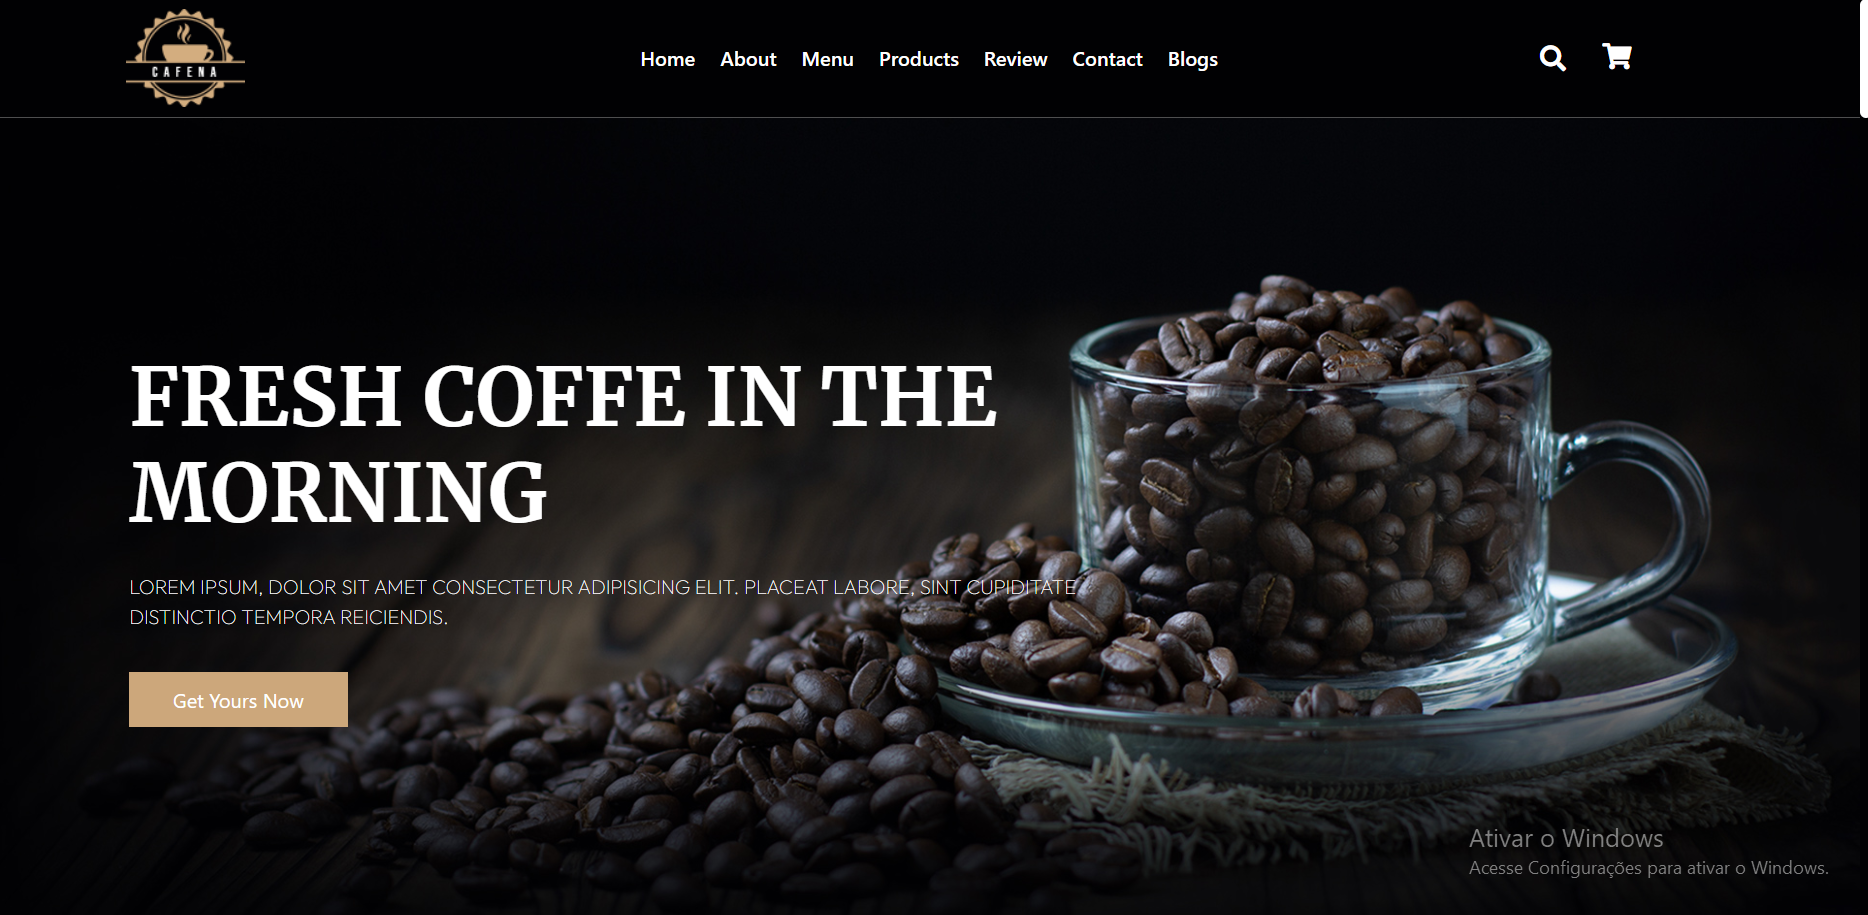 CAFENA
Home About Menu Products Review Contact Blogs
FRESH COFFE IN THE
MORNING
LOREM IPSUM, DOLOR SIT AMET CONSECTETUR ADIPISICING ELIT. PLACEAT LABORE, SINT CUPIDITATE
DISTINCTIO TEMPORA REICIENDIS.
Get Yours Now
Ativar o Windows
Acesse Configurações para ativar o Windows.